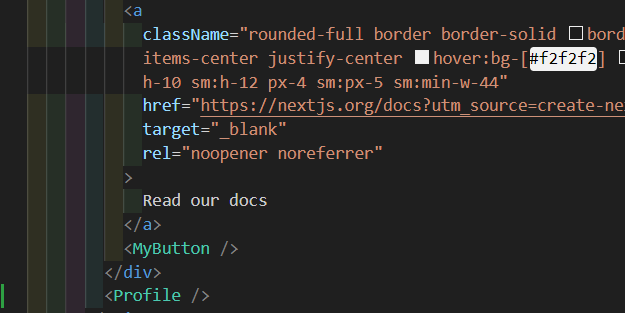 <a
className="rounded-full border border-solid bord
items-center justify-center hover:bg-[#f2f2f2]
h-10 sm:h-12 px-4 sm:px-5 sm:min-w-44"
href="https://nextjs.org/docs?utm_source=create-ne
target="_blank"
rel="noopener noreferrer"
>
Read our docs
</a>
<MyButton />
</div>
<Profile />